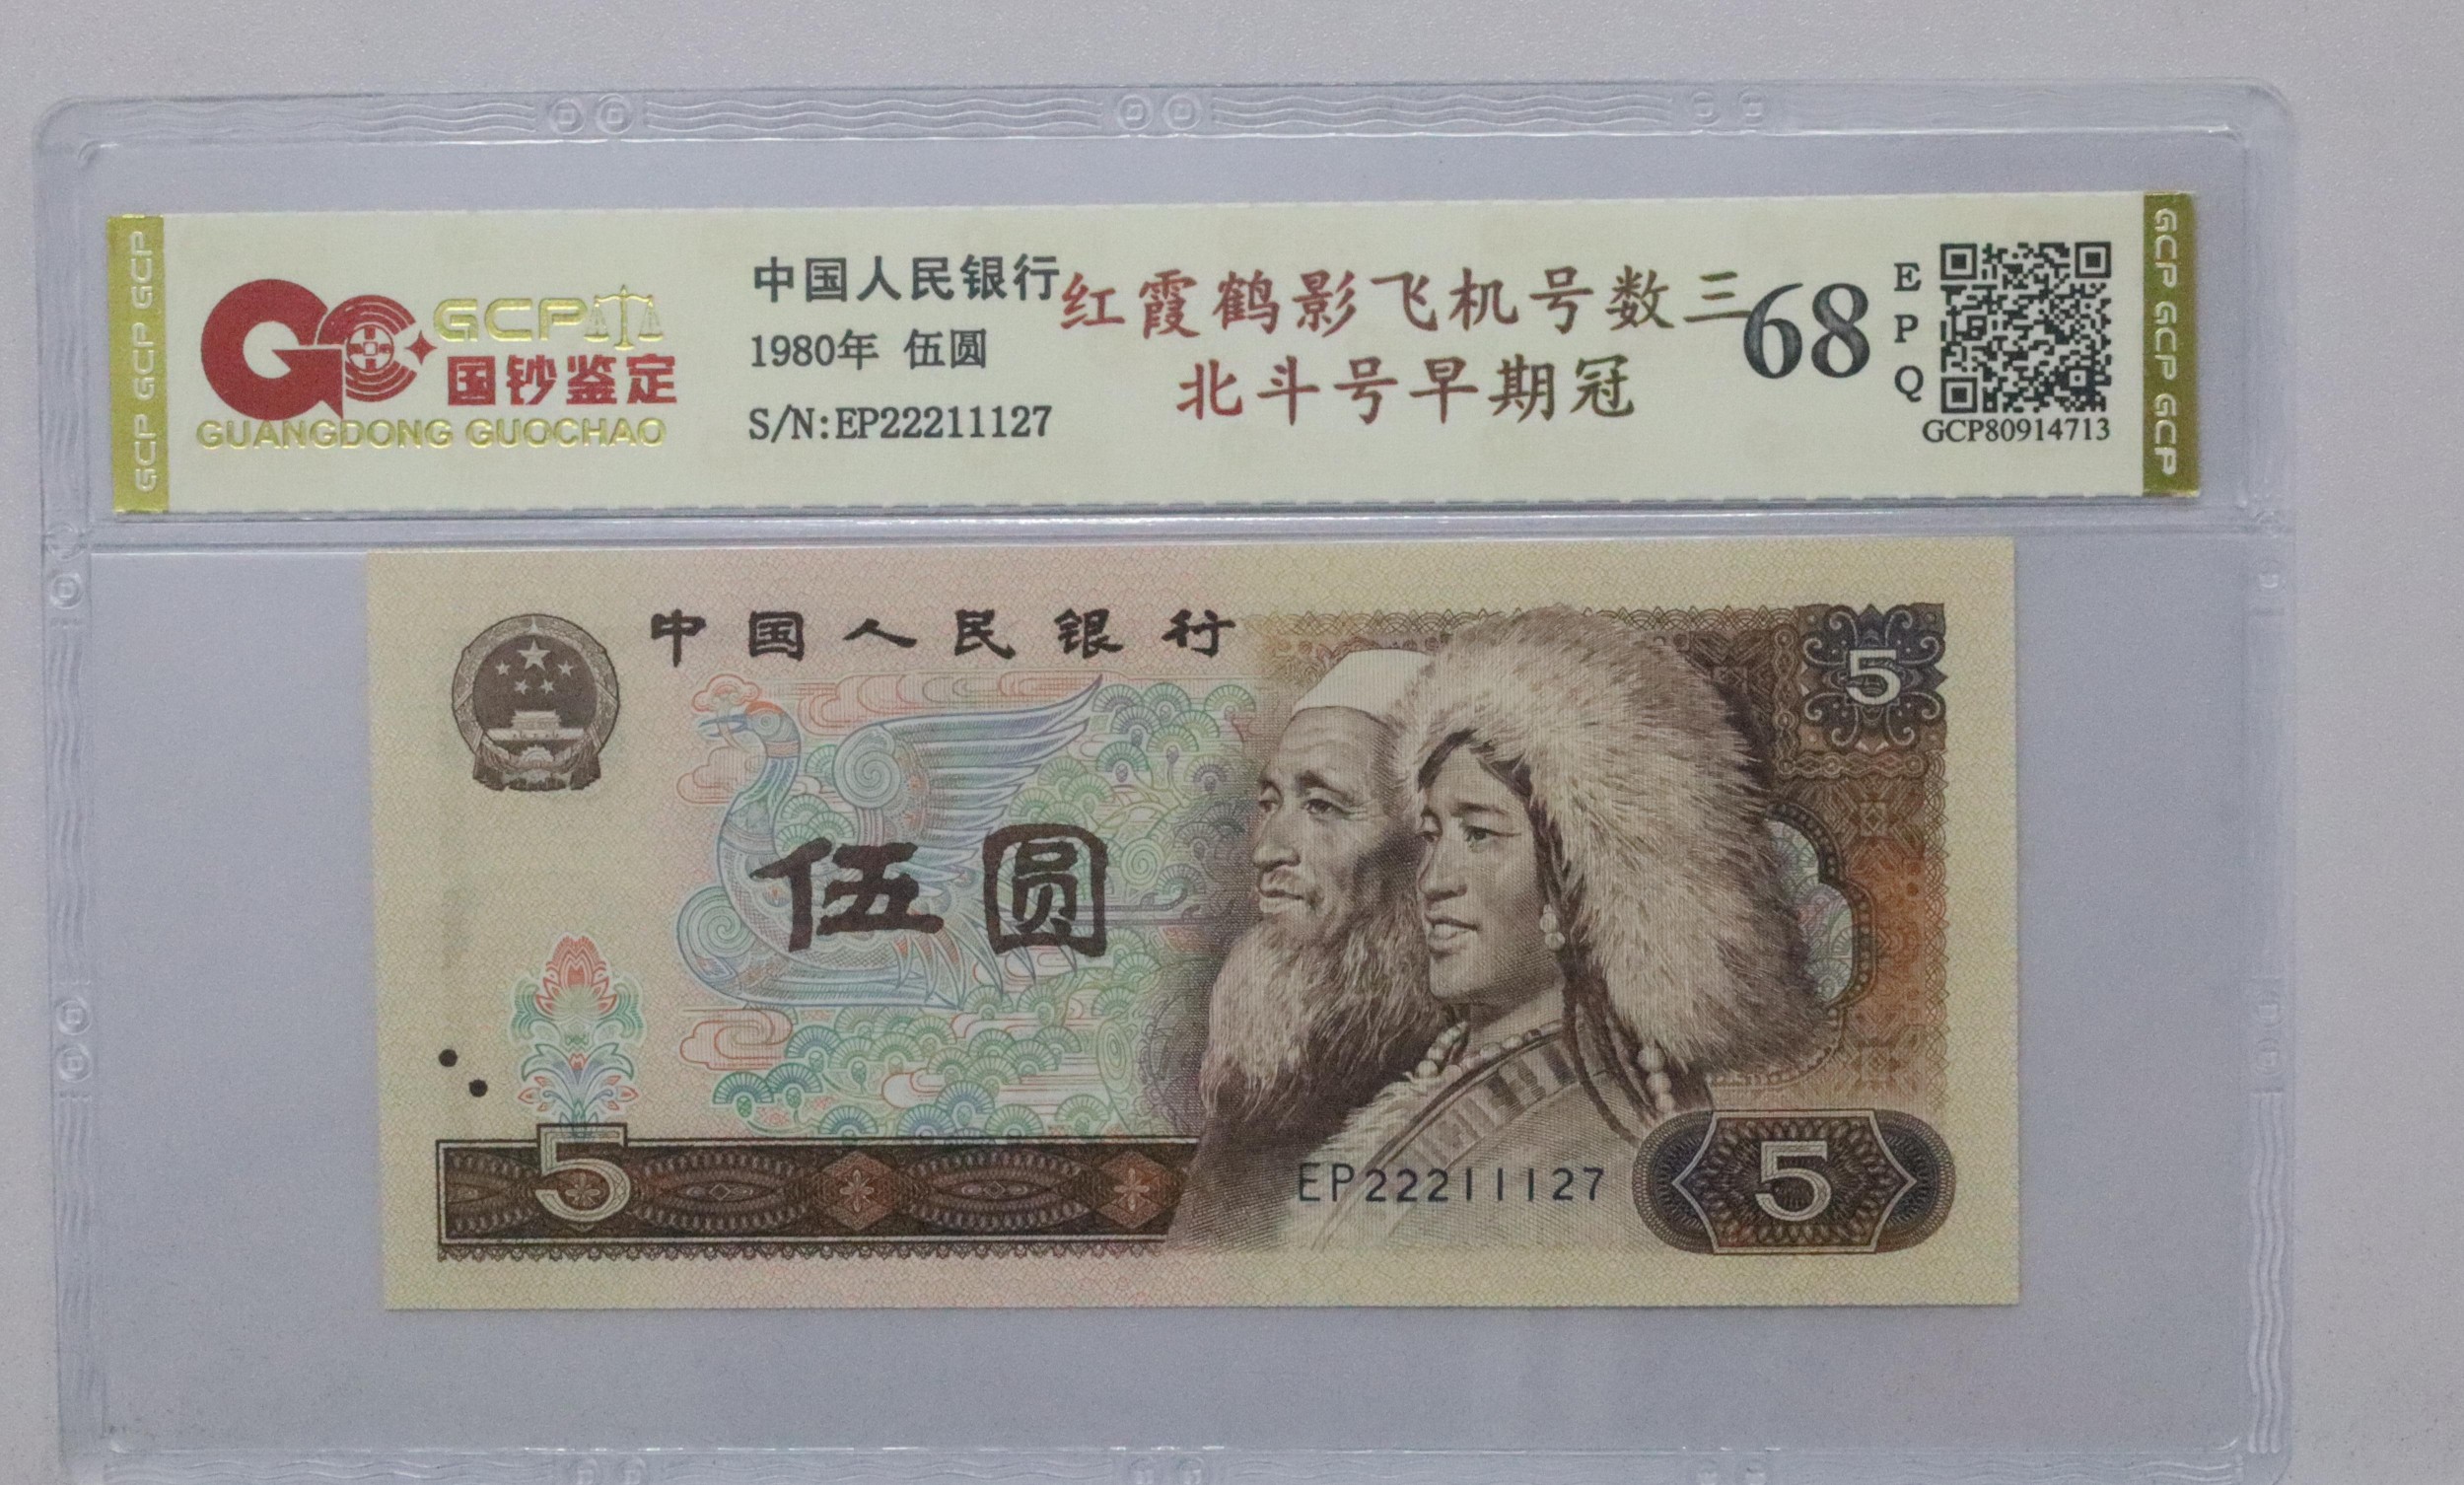 GCP GCP GCP
GCP
国钞鉴定
GUANGDONG GUOCHAO
中国人民银行
1980年 伍圆
S/N:EP22211127
红霞鹤影飞机号数三
北斗号早期冠
68
E
P
Q
GCP80914713
GCP GCP GCP
中国人民银行
5
伍圆
5
EP22211127
5